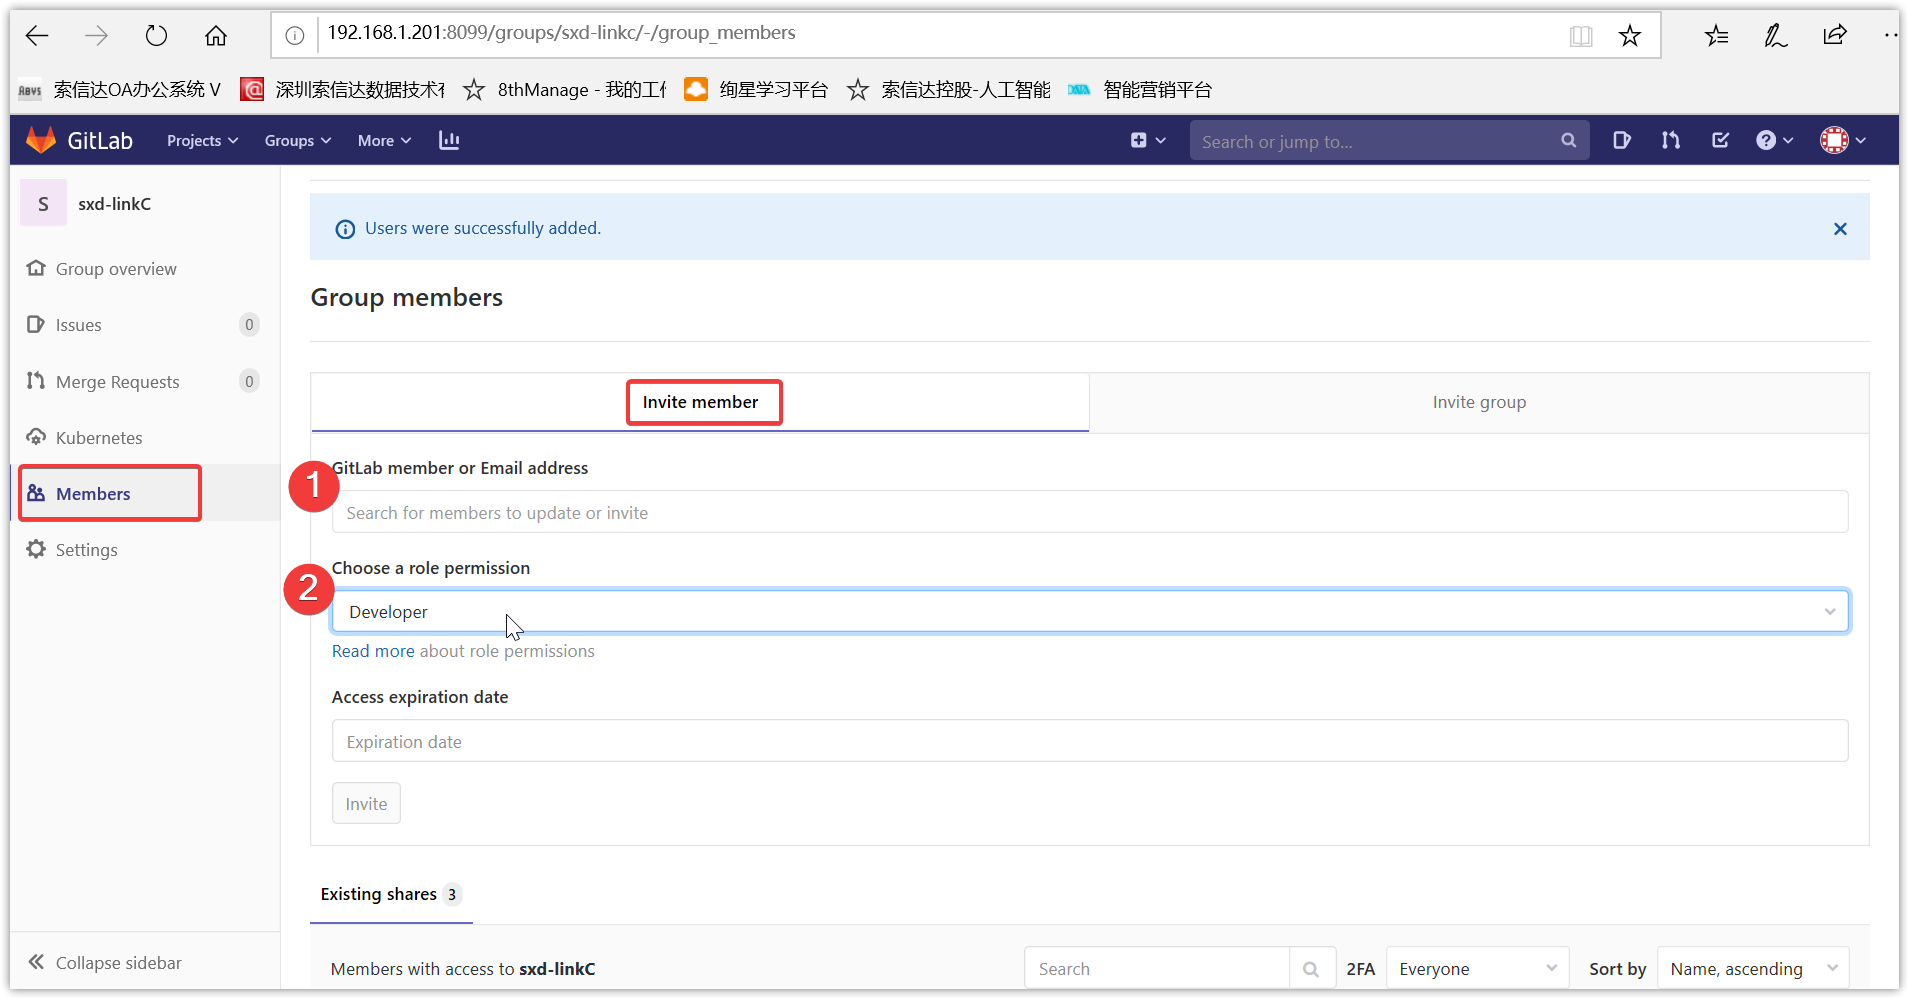 192.168.1.201:8099/groups/sxd-linkc/-/group_members
索信达OA办公系统 V 深圳索信达数据技术有 8thManage - 我的工作 绚星学习平台 索信达控股-人工智能 DATA 智能营销平台
GitLab Projects Groups More Search or jump to...
S sxd-linkC
Users were successfully added.
Group overview
Group members
Issues 0
Merge Requests 0
Invite member Invite group
Kubernetes
1 GitLab member or Email address
Members
Search for members to update or invite
Settings
Choose a role permission
2 Developer
Read more about role permissions
Access expiration date
Expiration date
Invite
Existing shares 3
Collapse sidebar
Members with access to sxd-linkC Search 2FA Everyone Sort by Name, ascending